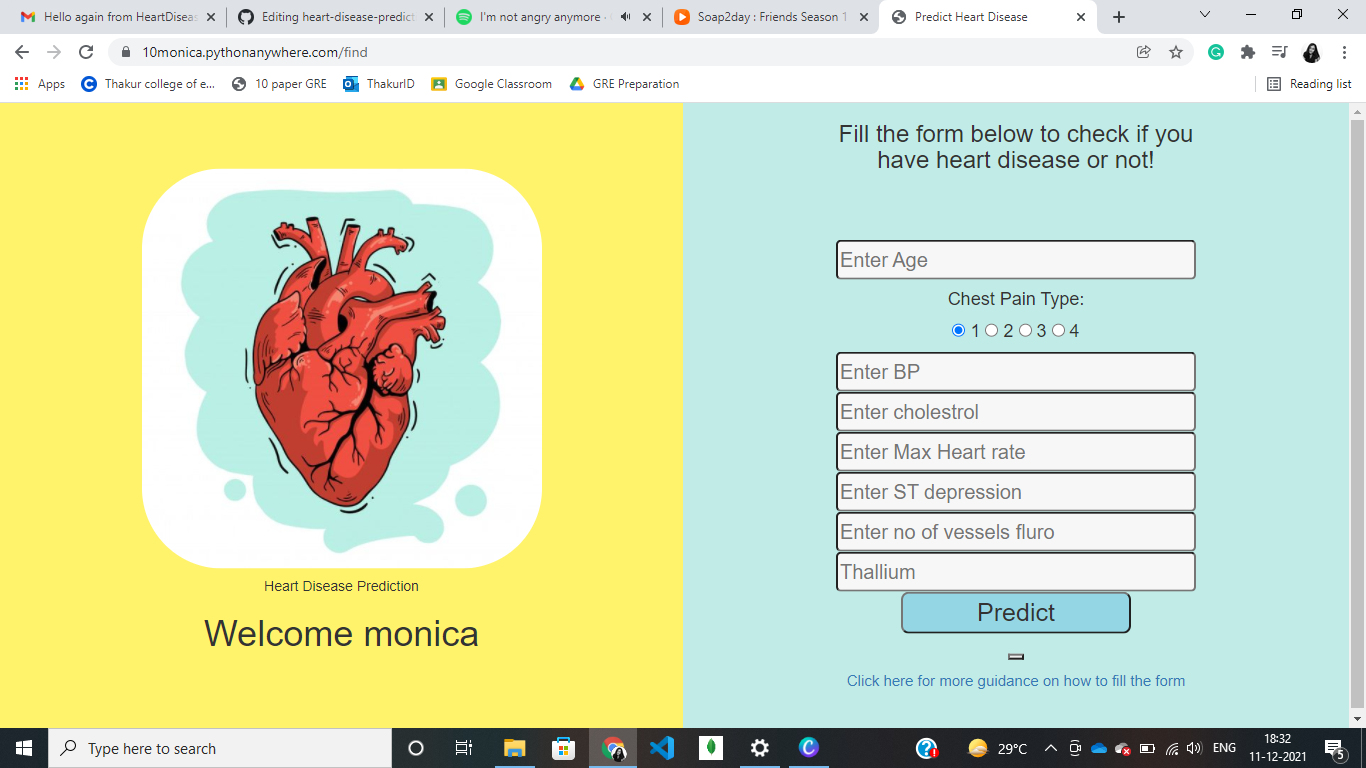 Hello again from HeartDiseas
Editing heart-disease-predict
I'm not angry anymore ·
Soap2day : Friends Season 1
Predict Heart Disease
10monica.pythonanywhere.com/find
Apps
Thakur college of e...
10 paper GRE
ThakurID
Google Classroom
GRE Preparation
Reading list
Heart Disease Prediction
Welcome monica
Fill the form below to check if you
have heart disease or not!
Enter Age
Chest Pain Type:
1 2 3 4
Enter BP
Enter cholestrol
Enter Max Heart rate
Enter ST depression
Enter no of vessels fluro
Thallium
Predict
Click here for more guidance on how to fill the form
Type here to search
29°C
ENG
18:32
11-12-2021
5